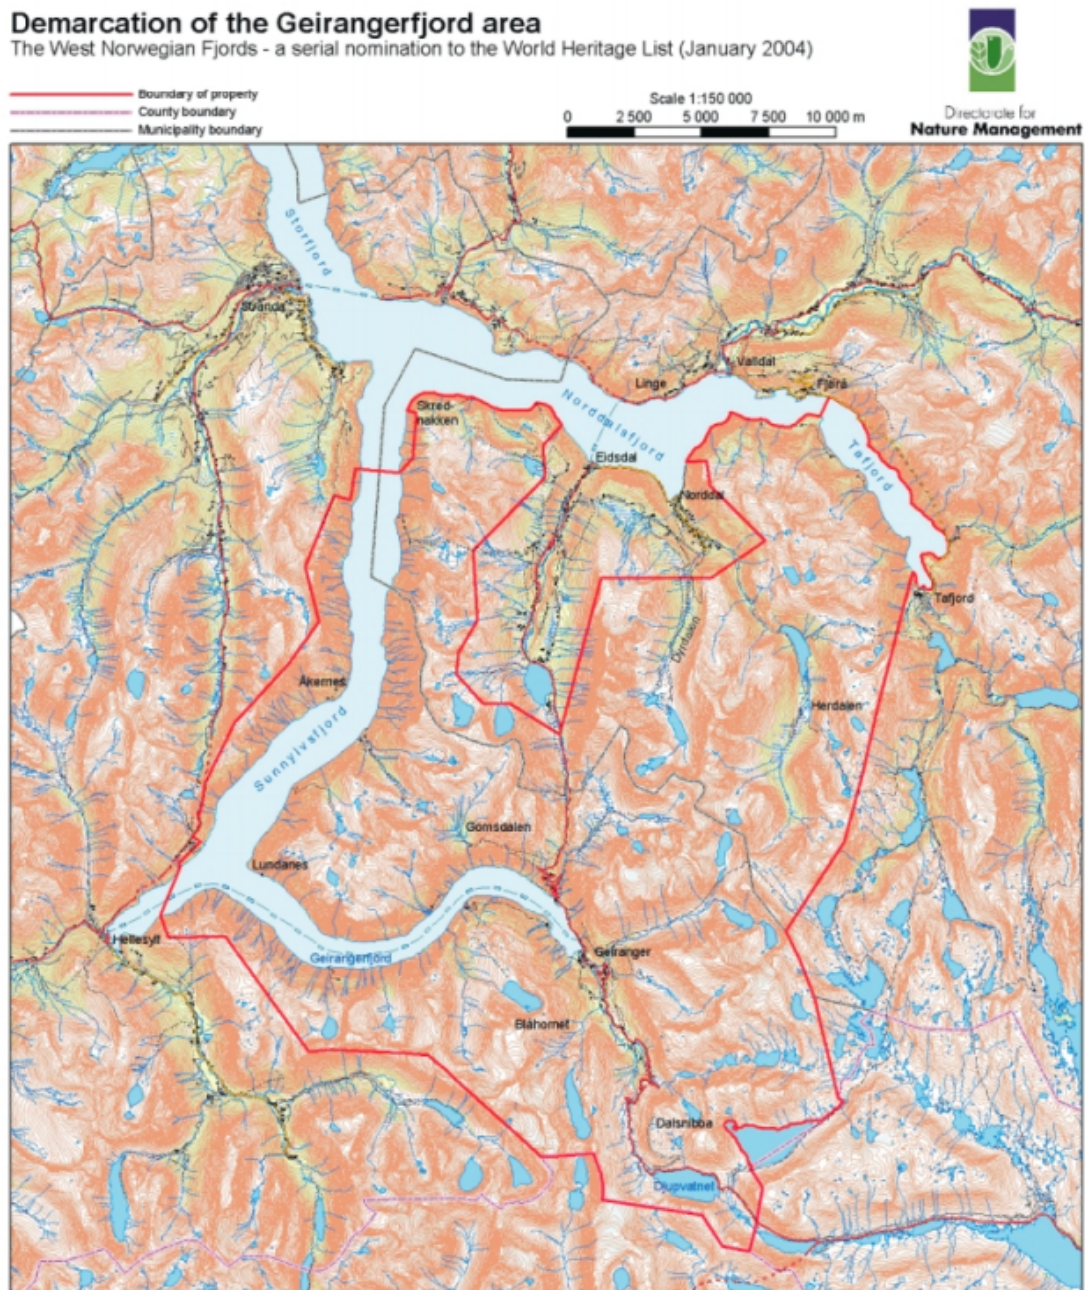 Demarcation of the Geirangerfjord area
The West Norwegian Fjords - a serial nomination to the World Heritage List (January 2004)
Boundary of property
County boundary
Municipality boundary
Scale 1:150 000
0 2 500 5 000 7 500 10 000 m
Directorate for
Nature Management
Storfjord
Stranda
Valldal
Linge
Fjørå
Skred-
nakken
Norddalsfjord
Tafjord
Eidsdal
Norddal
Tafjord
Dyrdalen
Åkernes
Herdalen
Sunnylvsfjord
Gomsdalen
Lundanes
Hellesylt
Geirangerfjord
Geiranger
Blåhornet
Dalsnibba
Djupvatnet